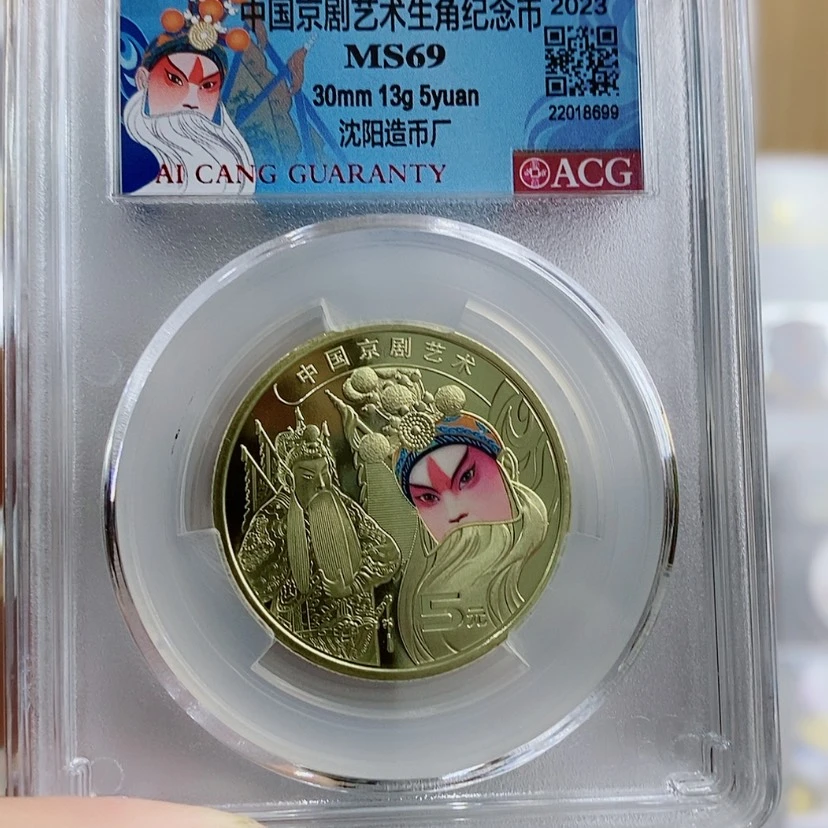 中国京剧艺术生角纪念币
2023
MS69
30mm 13g 5yuan
22018699
沈阳造币厂
AI CANG GUARANTY
ACG
中国京剧艺术
5元